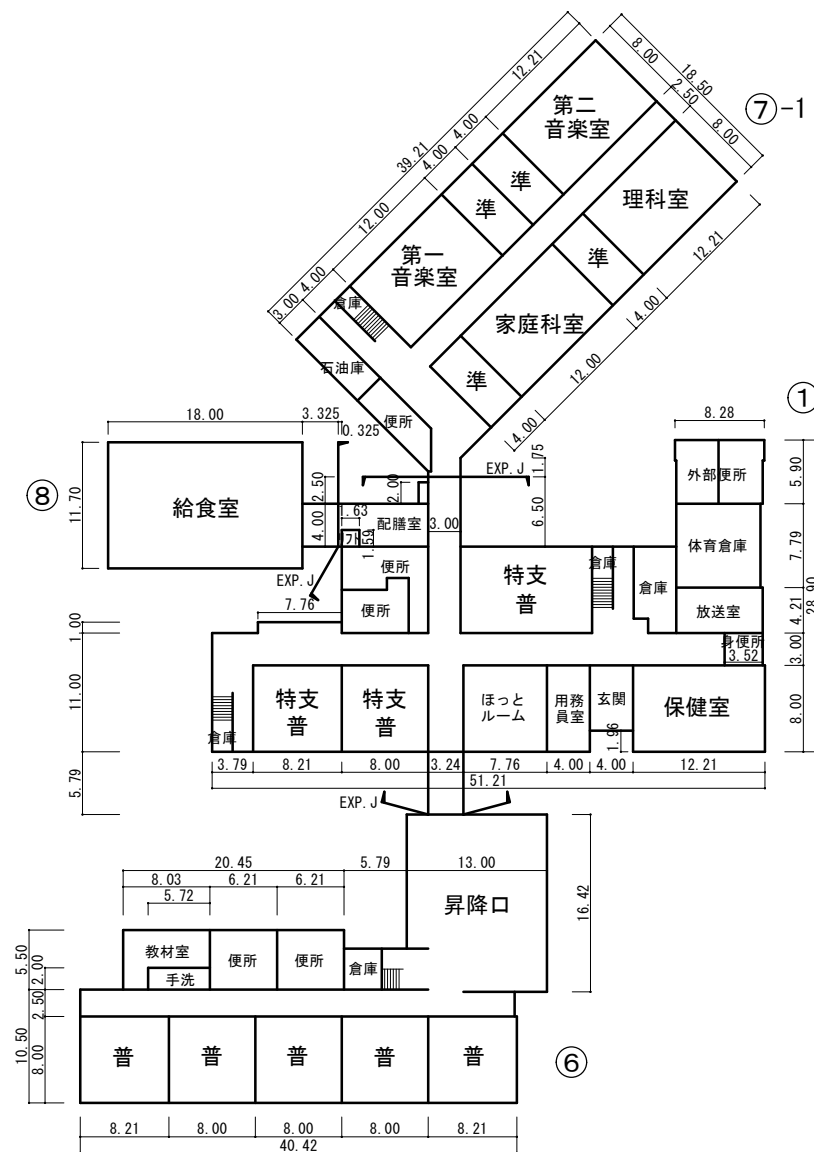 12.21
8.00
18.50
2.50
8.00
⑦-1
第二
音楽室
4.00
4.00
39.21
12.00
準
準
理科室
準
第一
音楽室
12.21
4.00
3.00
倉庫
家庭科室
石油庫
準
12.00
4.00
便所
①
18.00
3.325
0.325
8.28
EXP.J
1.75
外部便所
5.90
⑧
11.70
給食室
2.50
2.00
4.00
1.63
配膳室
3.00
6.50
ﾘﾌﾄ
1.59
体育倉庫
7.79
28.90
EXP.J
便所
特支
普
倉庫
倉庫
7.76
便所
放送室
4.21
1.00
身便所
3.52
3.00
11.00
特支
普
特支
普
ほっと
ルーム
用務
員室
玄関
保健室
8.00
倉庫
1.96
5.79
3.79
8.21
8.00
3.24
7.76
4.00
4.00
12.21
51.21
EXP.J
20.45
5.79
13.00
8.03
6.21
6.21
5.72
昇降口
16.42
5.50
教材室
便所
便所
倉庫
2.00
手洗
2.50
10.50
8.00
普
普
普
普
普
⑥
8.21
8.00
8.00
8.00
8.21
40.42